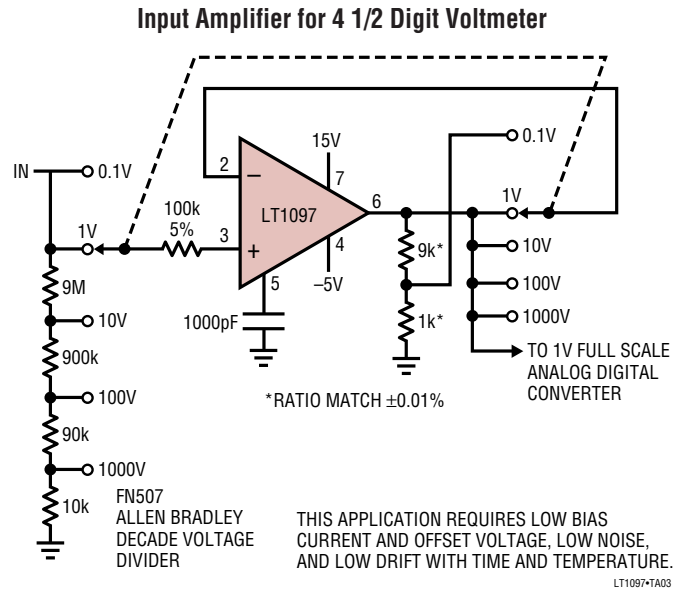 Input Amplifier for 4 1/2 Digit Voltmeter
IN
0.1V
1V
9M
10V
900k
100V
90k
1000V
10k
FN507
ALLEN BRADLEY
DECADE VOLTAGE
DIVIDER
100k
5%
2
3
–
+
LT1097
15V
7
6
4
–5V
5
1000pF
9k*
1k*
*RATIO MATCH ±0.01%
0.1V
1V
10V
100V
1000V
TO 1V FULL SCALE
ANALOG DIGITAL
CONVERTER
THIS APPLICATION REQUIRES LOW BIAS
CURRENT AND OFFSET VOLTAGE, LOW NOISE,
AND LOW DRIFT WITH TIME AND TEMPERATURE.
LT1097•TA03